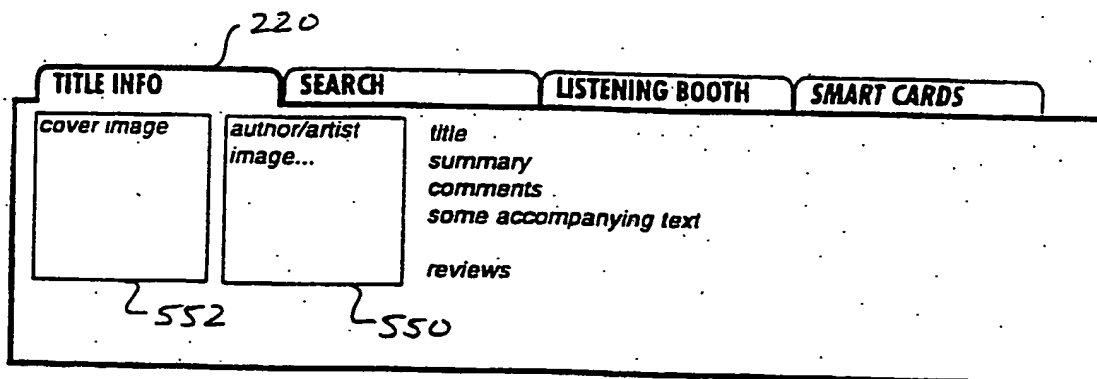 220
TITLE INFO SEARCH LISTENING BOOTH SMART CARDS
cover image author/artist title
image... summary
comments
some accompanying text
reviews
552 550